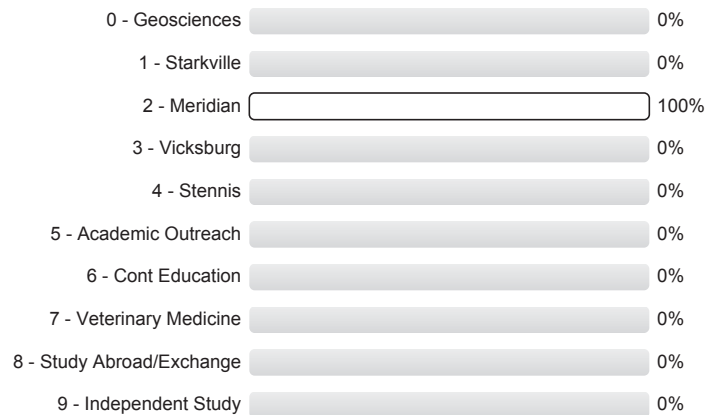 0 - Geosciences 0%
1 - Starkville 0%
2 - Meridian 100%
3 - Vicksburg 0%
4 - Stennis 0%
5 - Academic Outreach 0%
6 - Cont Education 0%
7 - Veterinary Medicine 0%
8 - Study Abroad/Exchange 0%
9 - Independent Study 0%